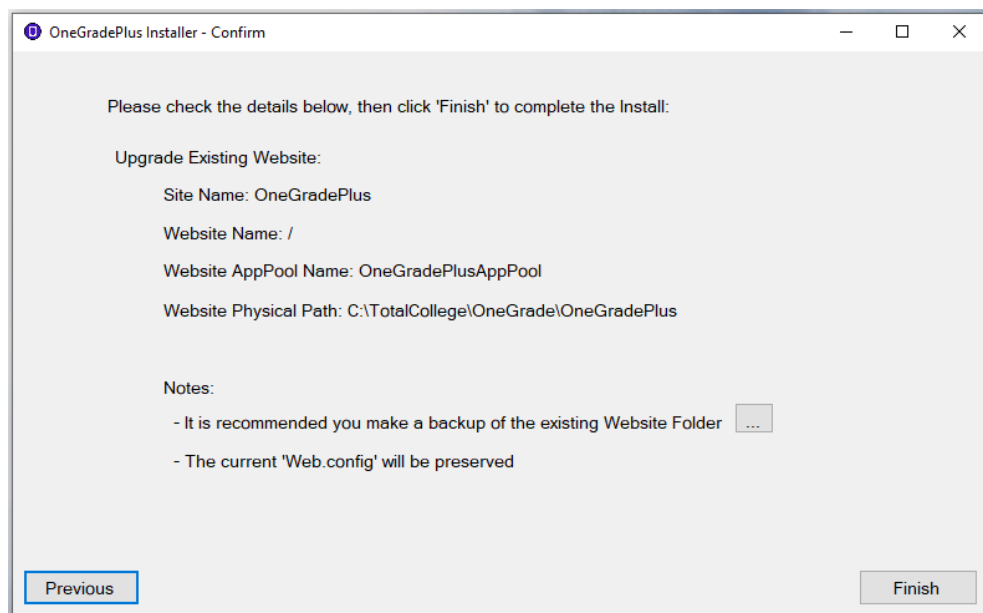 OneGradePlus Installer - Confirm
Please check the details below, then click 'Finish' to complete the Install:
Upgrade Existing Website:
Site Name: OneGradePlus
Website Name: /
Website AppPool Name: OneGradePlusAppPool
Website Physical Path: C:\TotalCollege\OneGrade\OneGradePlus
Notes:
- It is recommended you make a backup of the existing Website Folder ...
- The current 'Web.config' will be preserved
Previous Finish